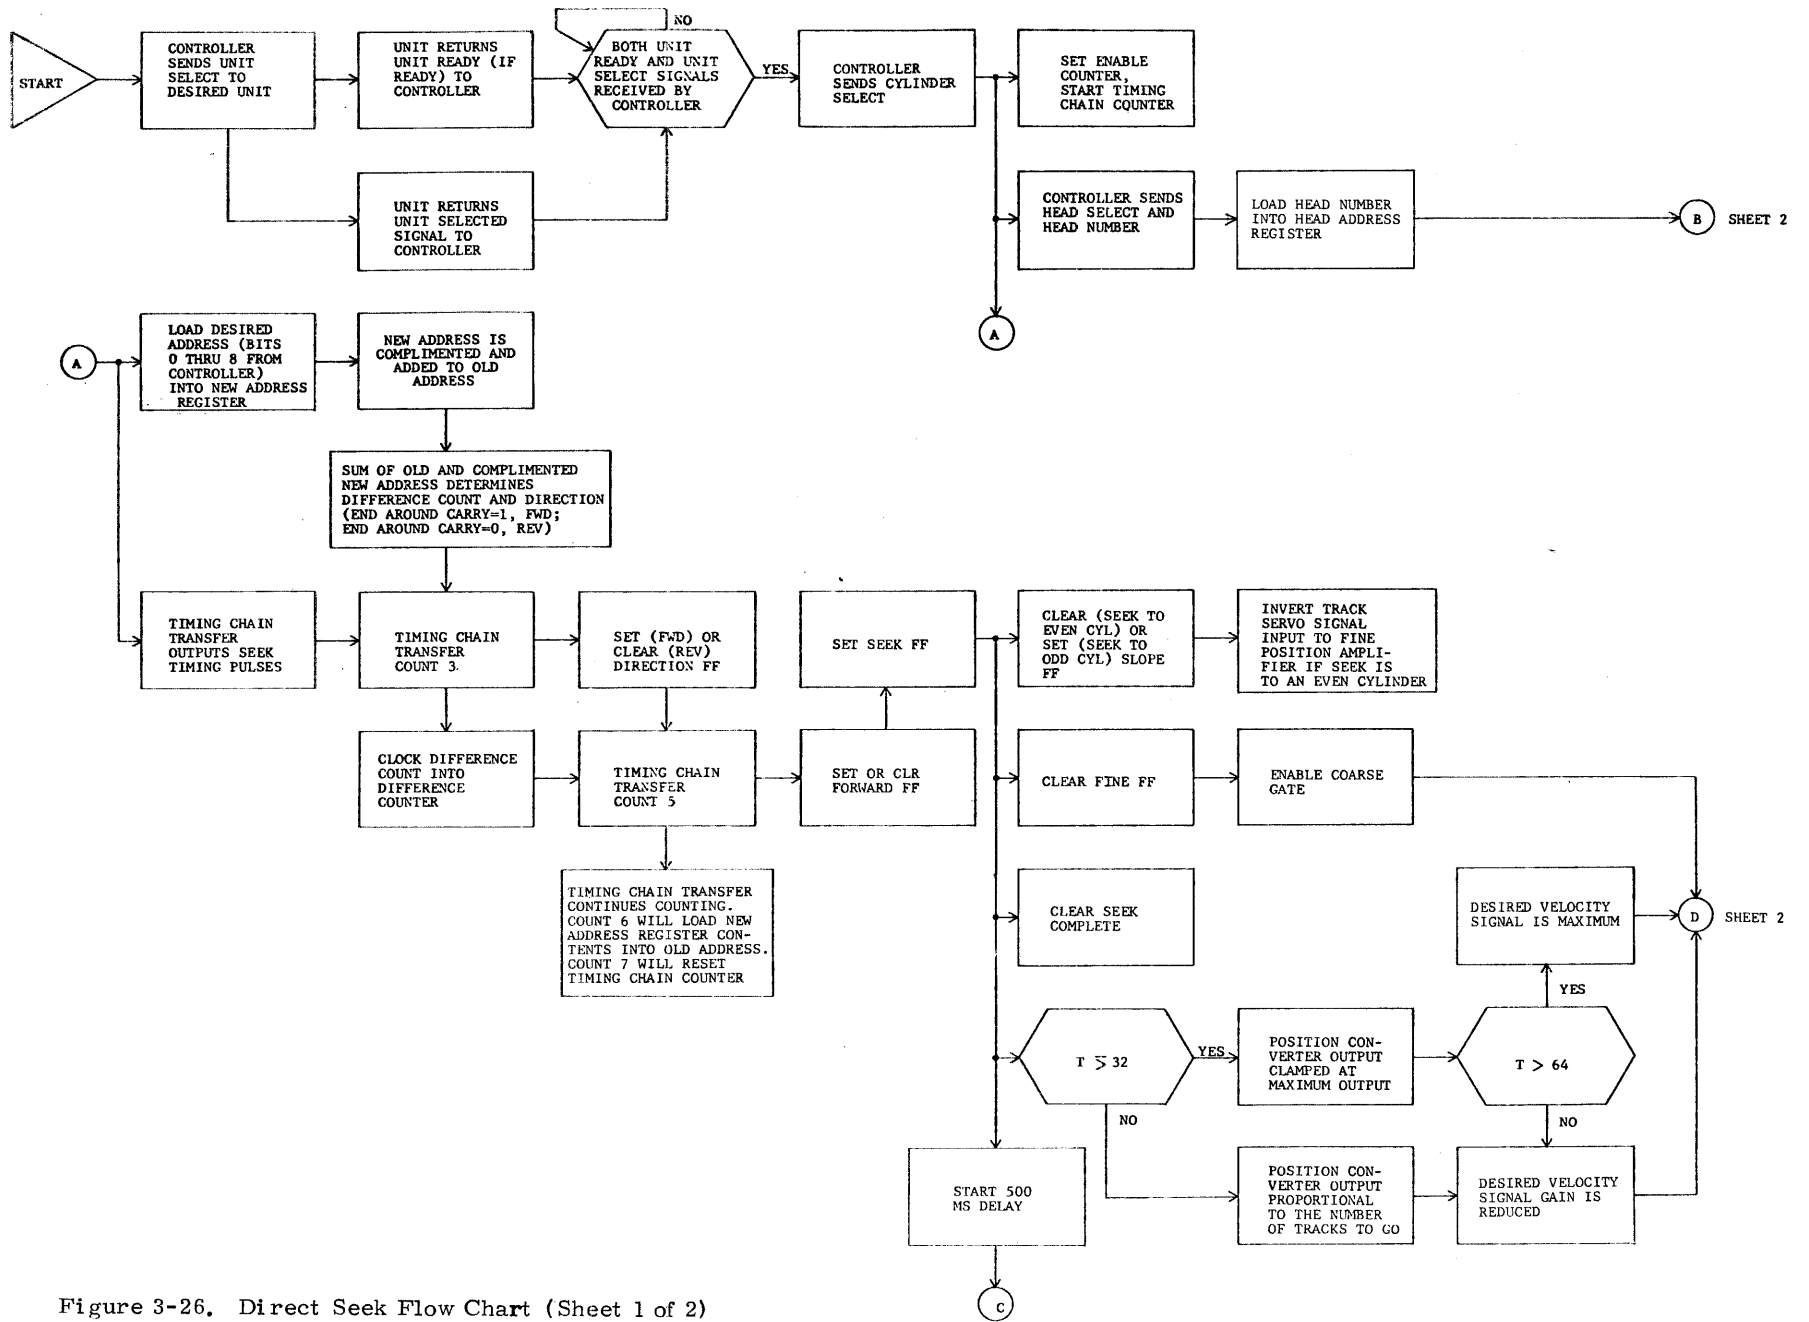 START
CONTROLLER
SENDS UNIT
SELECT TO
DESIRED UNIT
UNIT RETURNS
UNIT READY (IF
READY) TO
CONTROLLER
NO
BOTH UNIT
READY AND UNIT
SELECT SIGNALS
RECEIVED BY
CONTROLLER
YES
CONTROLLER
SENDS CYLINDER
SELECT
SET ENABLE
COUNTER,
START TIMING
CHAIN COUNTER
UNIT RETURNS
UNIT SELECTED
SIGNAL TO
CONTROLLER
CONTROLLER SENDS
HEAD SELECT AND
HEAD NUMBER
LOAD HEAD NUMBER
INTO HEAD ADDRESS
REGISTER
B
SHEET 2
A
A
LOAD DESIRED
ADDRESS (BITS
0 THRU 8 FROM
CONTROLLER)
INTO NEW ADDRESS
REGISTER
NEW ADDRESS IS
COMPLIMENTED AND
ADDED TO OLD
ADDRESS
SUM OF OLD AND COMPLIMENTED
NEW ADDRESS DETERMINES
DIFFERENCE COUNT AND DIRECTION
(END AROUND CARRY=1, FWD;
END AROUND CARRY=0, REV)
TIMING CHAIN
TRANSFER
OUTPUTS SEEK
TIMING PULSES
TIMING CHAIN
TRANSFER
COUNT 3
SET (FWD) OR
CLEAR (REV)
DIRECTION FF
SET SEEK FF
CLEAR (SEEK TO
EVEN CYL) OR
SET (SEEK TO
ODD CYL) SLOPE
FF
INVERT TRACK
SERVO SIGNAL
INPUT TO FINE
POSITION AMPLI-
FIER IF SEEK IS
TO AN EVEN CYLINDER
CLOCK DIFFERENCE
COUNT INTO
DIFFERENCE
COUNTER
TIMING CHAIN
TRANSFER
COUNT 5
SET OR CLR
FORWARD FF
CLEAR FINE FF
ENABLE COARSE
GATE
TIMING CHAIN TRANSFER
CONTINUES COUNTING.
COUNT 6 WILL LOAD NEW
ADDRESS REGISTER CON-
TENTS INTO OLD ADDRESS.
COUNT 7 WILL RESET
TIMING CHAIN COUNTER
CLEAR SEEK
COMPLETE
DESIRED VELOCITY
SIGNAL IS MAXIMUM
D
SHEET 2
YES
T > 32
YES
POSITION CON-
VERTER OUTPUT
CLAMPED AT
MAXIMUM OUTPUT
T > 64
NO
NO
START 500
MS DELAY
POSITION CON-
VERTER OUTPUT
PROPORTIONAL
TO THE NUMBER
OF TRACKS TO GO
DESIRED VELOCITY
SIGNAL GAIN IS
REDUCED
C
Figure 3-26. Direct Seek Flow Chart (Sheet 1 of 2)